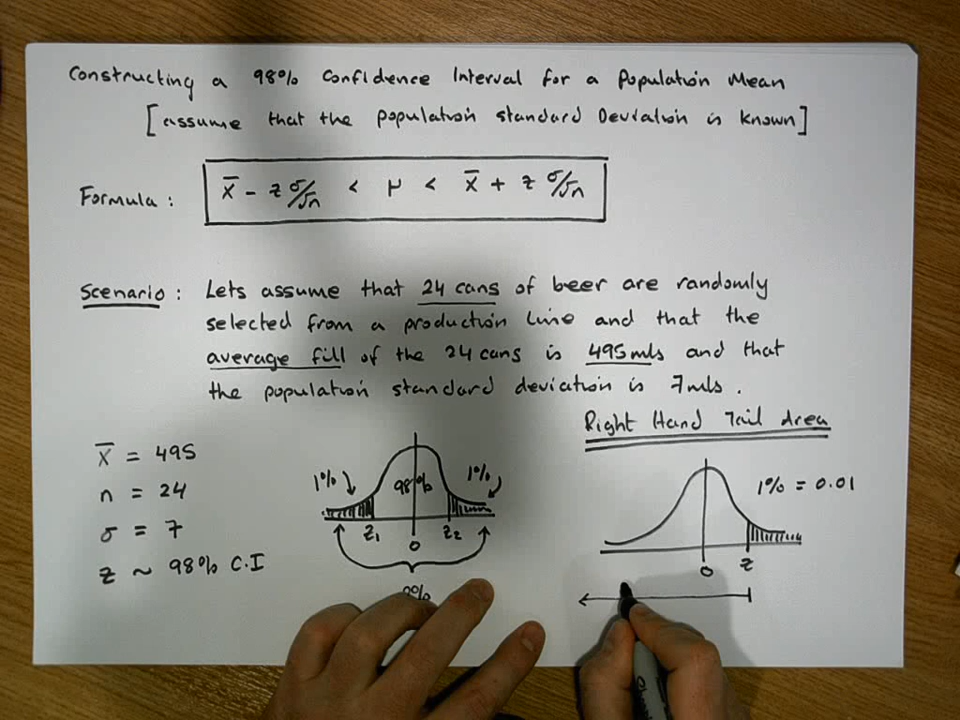 Constructing a 98% Confidence Interval for a Population Mean
[assume that the population standard Deviation is known]
Formula : x̄ - z σ/√n < μ < x̄ + z σ/√n
Scenario : Lets assume that 24 cans of beer are randomly
selected from a production line and that the
average fill of the 24 cans is 495mls and that
the population standard deviation is 7mls.
Right Hand Tail Area
x̄ = 495
n = 24
σ = 7
z ~ 98% C.I
1% 98% 1%
z₁ 0 z₂
1% = 0.01
0 z